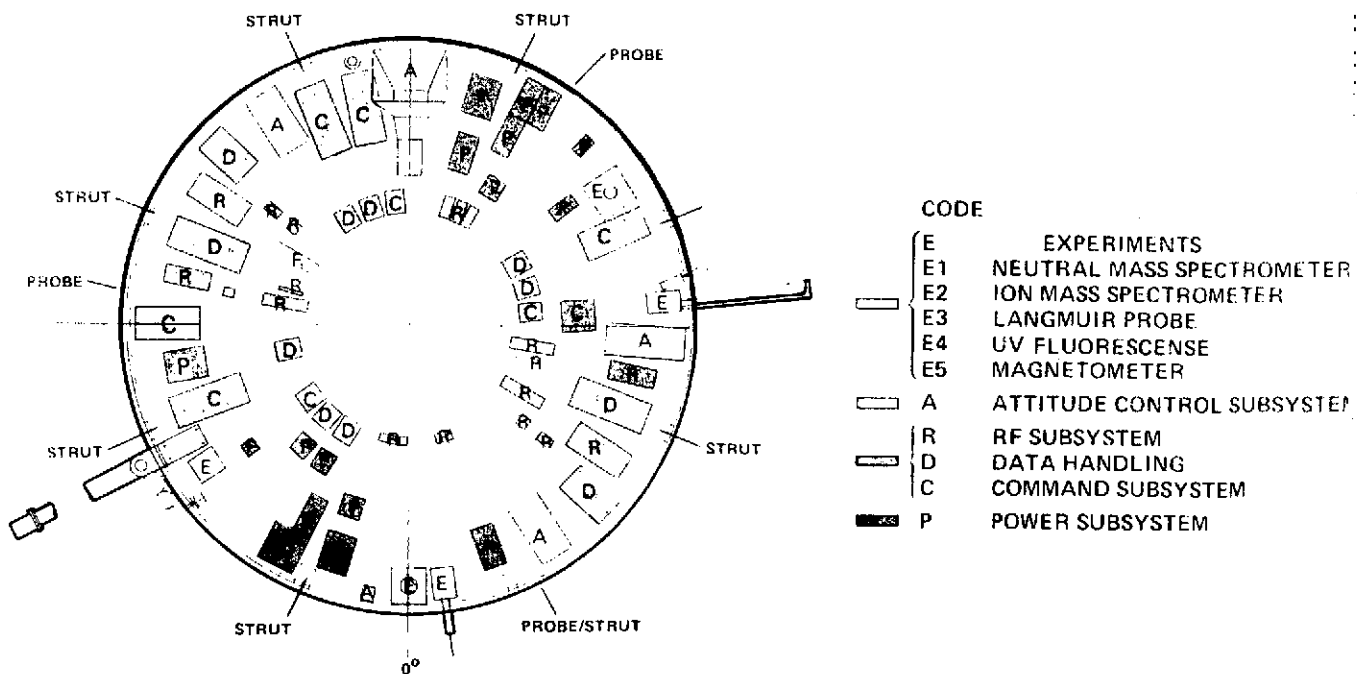 STRUT
STRUT
PROBE
A
A
C
C
P
P
D
P
E
R
D
D
C
R
C
STRUT
D
R
D
PROBE
R
D
E
C
C
C
R
A
P
D
R
R
R
C
R
D
C
D
D
R
STRUT
STRUT
E
D
A
A
E
E
STRUT
PROBE/STRUT
0°
CODE
E EXPERIMENTS
E1 NEUTRAL MASS SPECTROMETER
E2 ION MASS SPECTROMETER
E3 LANGMUIR PROBE
E4 UV FLUORESCENSE
E5 MAGNETOMETER
A ATTITUDE CONTROL SUBSYSTEM
R RF SUBSYSTEM
D DATA HANDLING
C COMMAND SUBSYSTEM
P POWER SUBSYSTEM